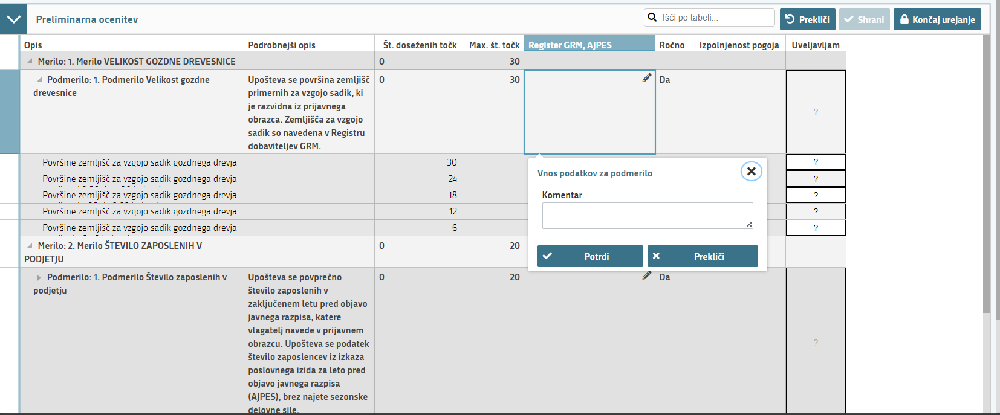 Preliminarna ocenitev
Išči po tabeli...
Prekliči
Shrani
Končaj urejanje
Opis
Podrobnejši opis
Št. doseženih točk
Max. št. točk
Register GRM, AJPES
Ročno
Izpolnjenost pogoja
Uveljavljam
Merilo: 1. Merilo VELIKOST GOZDNE DREVESNICE
0
30
Podmerilo: 1. Podmerilo Velikost gozdne
drevesnice
Upošteva se površina zemljišč
primernih za vzgojo sadik, ki
je razvidna iz prijavnega
obrazca. Zemljišča za vzgojo
sadik so navedena v Registru
dobaviteljev GRM.
0
30
Da
?
Površine zemljišč za vzgojo sadik gozdnega drevja
30
?
Površine zemljišč za vzgojo sadik gozdnega drevja
24
?
Površine zemljišč za vzgojo sadik gozdnega drevja
18
?
Površine zemljišč za vzgojo sadik gozdnega drevja
12
?
Površine zemljišč za vzgojo sadik gozdnega drevja
6
?
Vnos podatkov za podmerilo
Komentar
Potrdi
Prekliči
Merilo: 2. Merilo ŠTEVILO ZAPOSLENIH V
PODJETJU
0
20
Podmerilo: 1. Podmerilo Število zaposlenih v
podjetju
Upošteva se povprečno
število zaposlenih v
zaključenem letu pred objavo
javnega razpisa, katere
vlagatelj navede v prijavnem
obrazcu. Upošteva se podatek
število zaposlencev iz izkaza
poslovnega izida za leto pred
objavo javnega razpisa
(AJPES), brez najete sezonske
delovne sile.
0
20
Da
?